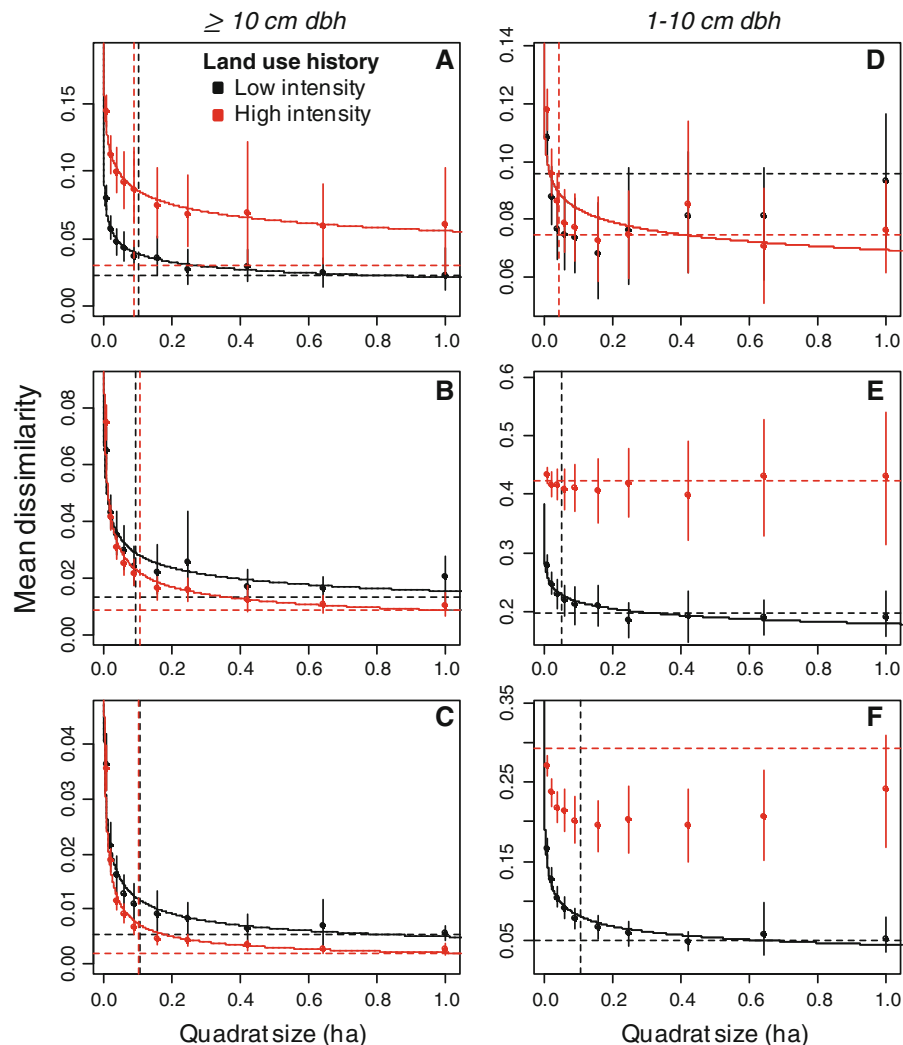 ≥ 10 cm dbh
1-10 cm dbh
Mean dissimilarity
A
Land use history
Low intensity
High intensity
0.15
0.10
0.05
0.00
0.0 0.2 0.4 0.6 0.8 1.0
D
0.14
0.12
0.10
0.08
0.06
0.0 0.2 0.4 0.6 0.8 1.0
B
0.08
0.06
0.04
0.02
0.00
0.0 0.2 0.4 0.6 0.8 1.0
E
0.6
0.5
0.4
0.3
0.2
0.0 0.2 0.4 0.6 0.8 1.0
C
0.04
0.03
0.02
0.01
0.00
0.0 0.2 0.4 0.6 0.8 1.0
Quadrat size (ha)
F
0.35
0.25
0.15
0.05
0.0 0.2 0.4 0.6 0.8 1.0
Quadrat size (ha)